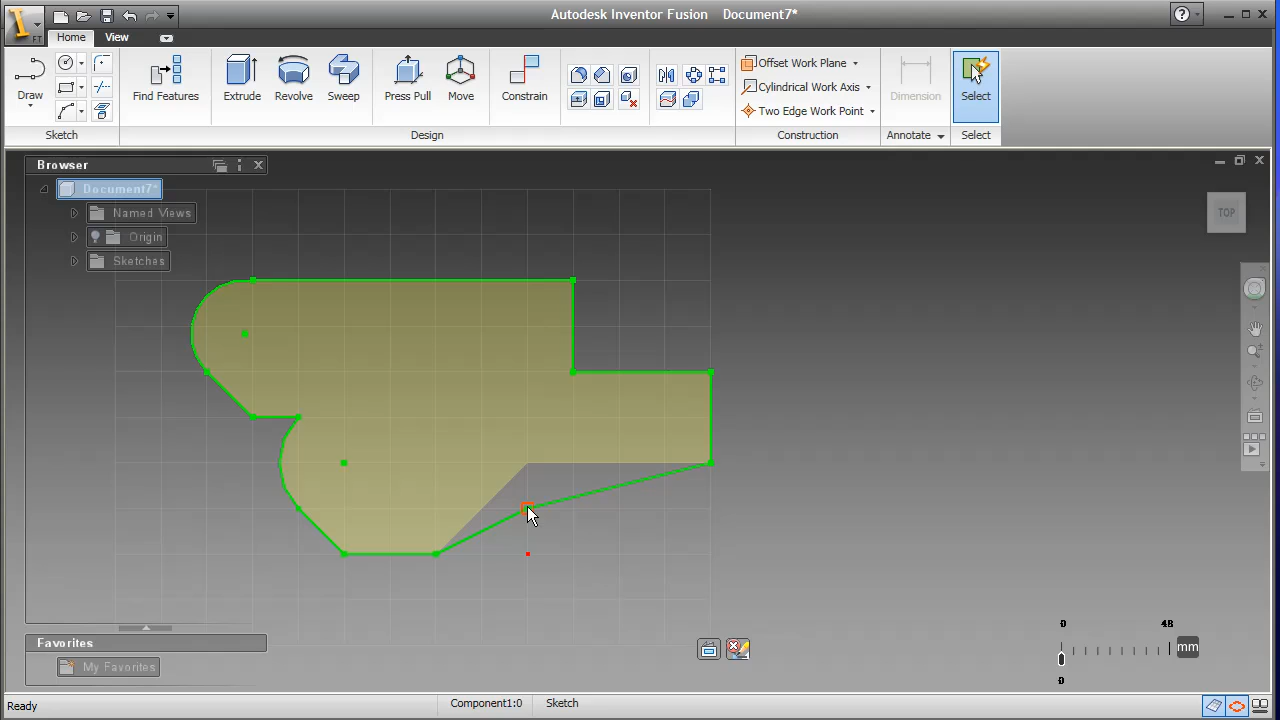 Autodesk Inventor Fusion   Document7*
FT
Home View
Draw
Find Features
Extrude
Revolve
Sweep
Press Pull
Move
Constrain
Offset Work Plane
Cylindrical Work Axis
Two Edge Work Point
Dimension
Select
Sketch
Design
Construction
Annotate
Select
Browser
Document7*
Named Views
Origin
Sketches
TOP
Favorites
My Favorites
0 48
mm
0
Ready
Component1:0
Sketch